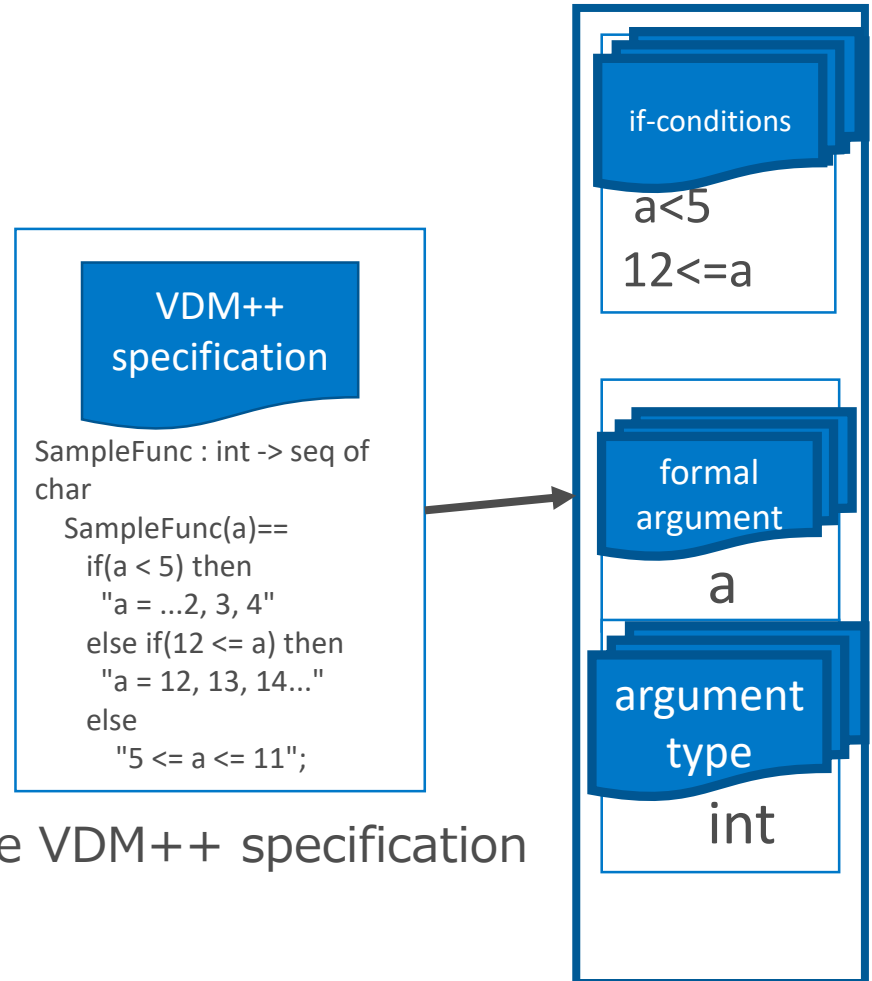 VDM++
specification
SampleFunc : int -> seq of
char
SampleFunc(a)==
if(a < 5) then
"a = ...2, 3, 4"
else if(12 <= a) then
"a = 12, 13, 14..."
else
"5 <= a <= 11";
e VDM++ specification
if-conditions
a<5
12<=a
formal
argument
a
argument
type
int